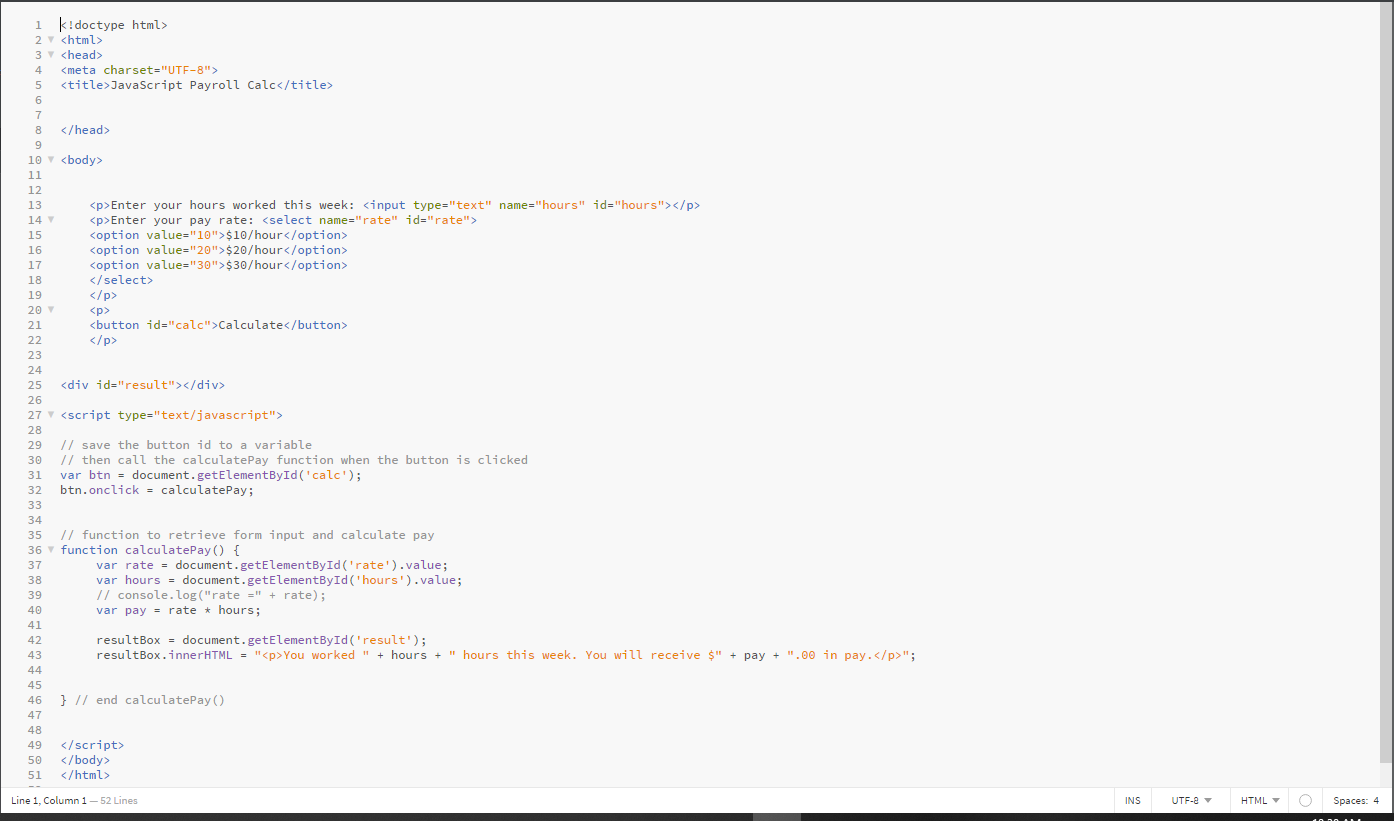 1 <!doctype html>
2 <html>
3 <head>
4 <meta charset="UTF-8">
5 <title>JavaScript Payroll Calc</title>
6
7
8 </head>
9
10 <body>
11
12
13     <p>Enter your hours worked this week: <input type="text" name="hours" id="hours"></p>
14     <p>Enter your pay rate: <select name="rate" id="rate">
15     <option value="10">$10/hour</option>
16     <option value="20">$20/hour</option>
17     <option value="30">$30/hour</option>
18     </select>
19     </p>
20     <p>
21     <button id="calc">Calculate</button>
22     </p>
23
24
25 <div id="result"></div>
26
27 <script type="text/javascript">
28
29 // save the button id to a variable
30 // then call the calculatePay function when the button is clicked
31 var btn = document.getElementById('calc');
32 btn.onclick = calculatePay;
33
34
35 // function to retrieve form input and calculate pay
36 function calculatePay() {
37      var rate = document.getElementById('rate').value;
38      var hours = document.getElementById('hours').value;
39      // console.log("rate =" + rate);
40      var pay = rate * hours;
41
42      resultBox = document.getElementById('result');
43      resultBox.innerHTML = "<p>You worked " + hours + " hours this week. You will receive $" + pay + ".00 in pay.</p>";
44
45
46 } // end calculatePay()
47
48
49 </script>
50 </body>
51 </html>
Line 1, Column 1 — 52 Lines INS UTF-8 HTML Spaces: 4